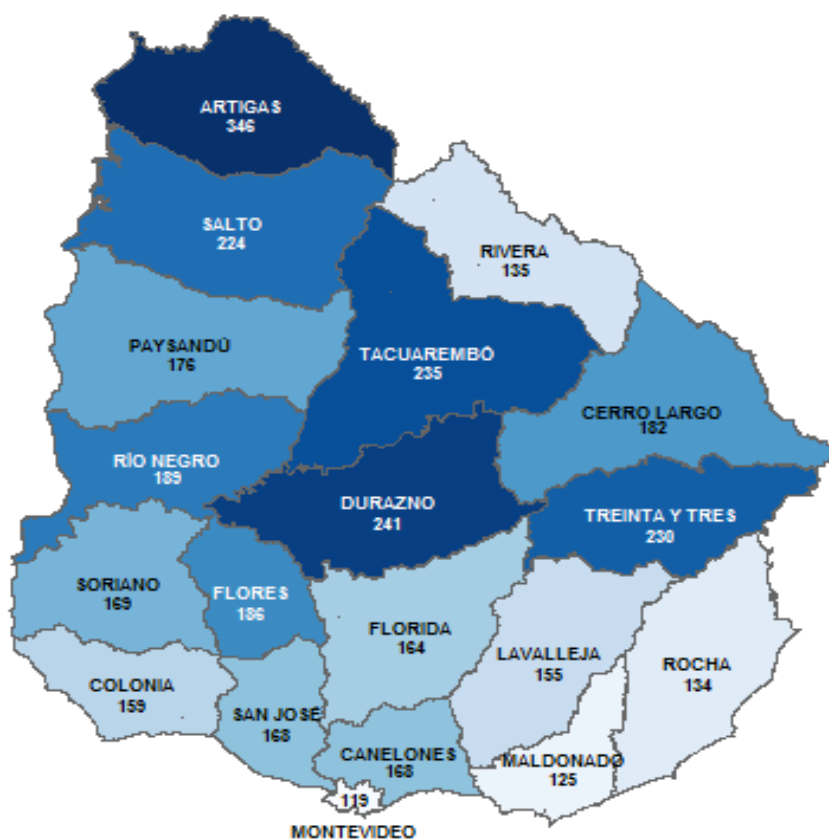 ARTIGAS
346
SALTO
224
RIVERA
135
PAYSANDÚ
176
TACUAREMBÓ
235
CERRO LARGO
182
RÍO NEGRO
189
DURAZNO
241
TREINTA Y TRES
230
SORIANO
169
FLORES
186
FLORIDA
164
LAVALLEJA
155
ROCHA
134
COLONIA
159
SAN JOSÉ
168
CANELONES
168
MALDONADO
125
119
MONTEVIDEO